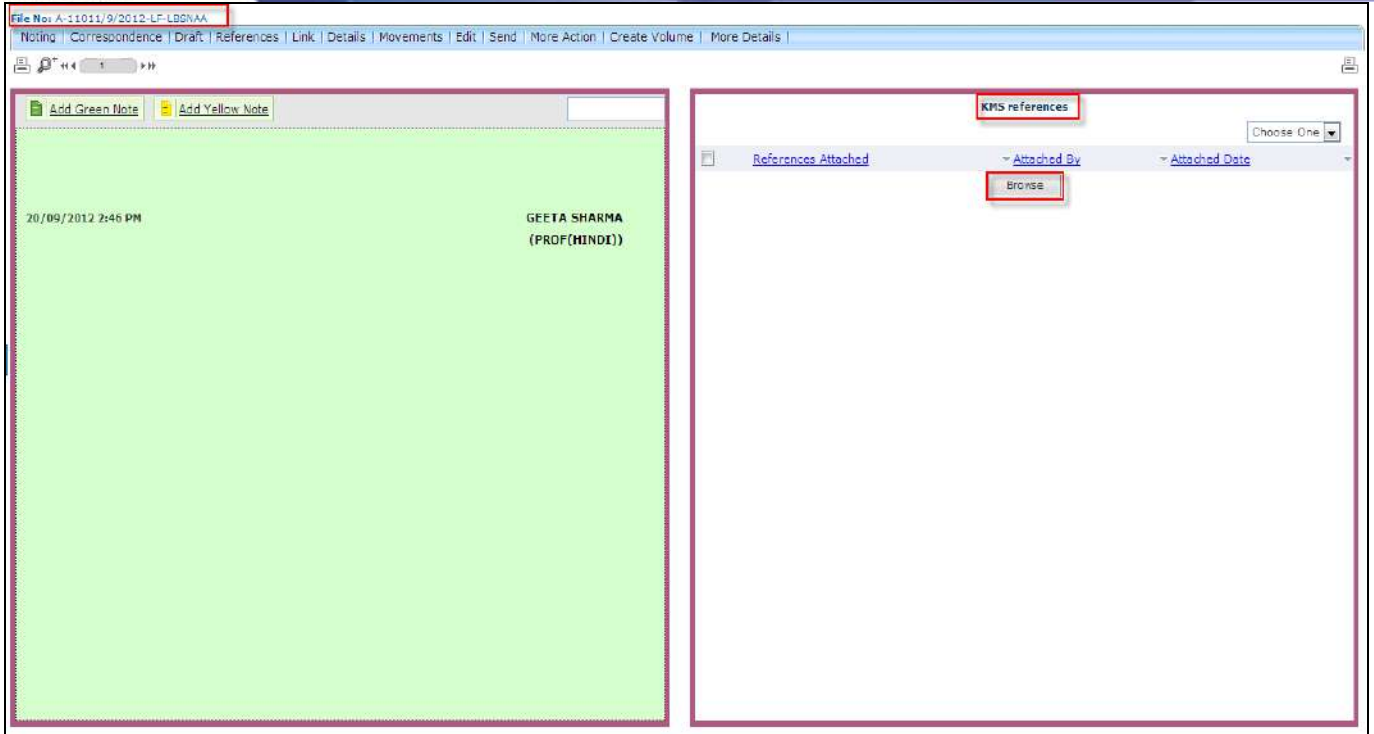 File No: A-11011/9/2012-LF-LBSNAA
Noting | Correspondence | Draft | References | Link | Details | Movements | Edit | Send | More Action | Create Volume | More Details |
1
Add Green Note
Add Yellow Note
20/09/2012 2:46 PM
GEETA SHARMA
(PROF(HINDI))
KMS references
Choose One
References Attached
Attached By
Attached Date
Browse